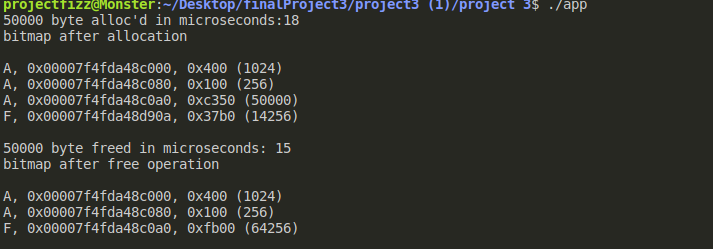 projectfizz@Monster:~/Desktop/finalProject3/project3 (1)/project 3$ ./app
50000 byte alloc'd in microseconds:18
bitmap after allocation
A, 0x00007f4fda48c000, 0x400 (1024)
A, 0x00007f4fda48c080, 0x100 (256)
A, 0x00007f4fda48c0a0, 0xc350 (50000)
F, 0x00007f4fda48d90a, 0x37b0 (14256)
50000 byte freed in microseconds: 15
bitmap after free operation
A, 0x00007f4fda48c000, 0x400 (1024)
A, 0x00007f4fda48c080, 0x100 (256)
F, 0x00007f4fda48c0a0, 0xfb00 (64256)